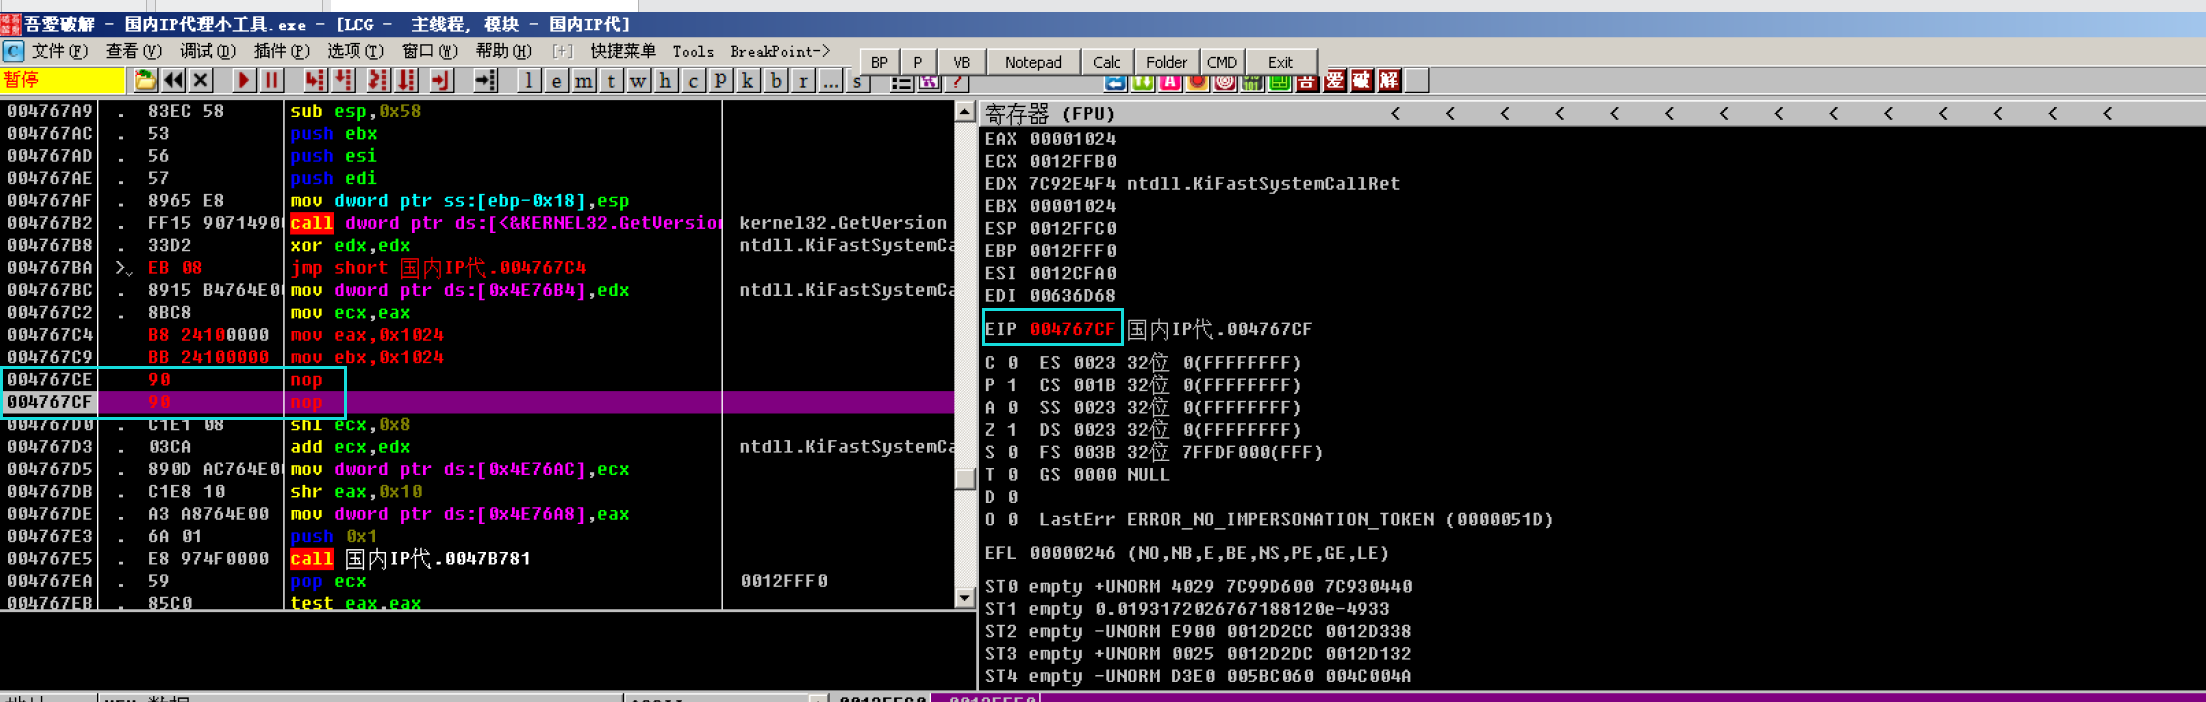 吾愛破解 - 国内IP代理小工具.exe - [LCG - 主线程, 模块 - 国内IP代]
C 文件(F) 查看(V) 调试(D) 插件(P) 选项(T) 窗口(W) 帮助(H) [+] 快捷菜单 Tools BreakPoint->
BP P VB Notepad Calc Folder CMD Exit
暂停 l e m t w h c p k b r ... s ? A 吾 爱 破 解
004767A9 . 83EC 58 sub esp,0x58
004767AC . 53 push ebx
004767AD . 56 push esi
004767AE . 57 push edi
004767AF . 8965 E8 mov dword ptr ss:[ebp-0x18],esp
004767B2 . FF15 9071490 call dword ptr ds:[<&KERNEL32.GetVersion kernel32.GetVersion
004767B8 . 33D2 xor edx,edx ntdll.KiFastSystemCa
004767BA EB 08 jmp short 国内IP代.004767C4
004767BC . 8915 B4764E0 mov dword ptr ds:[0x4E76B4],edx ntdll.KiFastSystemCa
004767C2 . 8BC8 mov ecx,eax
004767C4 B8 24100000 mov eax,0x1024
004767C9 BB 24100000 mov ebx,0x1024
004767CE 90 nop
004767CF 90 nop
004767D0 . C1E1 08 shl ecx,0x8
004767D3 . 03CA add ecx,edx ntdll.KiFastSystemCa
004767D5 . 890D AC764E0 mov dword ptr ds:[0x4E76AC],ecx
004767DB . C1E8 10 shr eax,0x10
004767DE . A3 A8764E00 mov dword ptr ds:[0x4E76A8],eax
004767E3 . 6A 01 push 0x1
004767E5 . E8 974F0000 call 国内IP代.0047B781
004767EA . 59 pop ecx 0012FFF0
004767EB . 85C0 test eax,eax
寄存器 (FPU) < < < < < < < < < < < < < <
EAX 00001024
ECX 0012FFB0
EDX 7C92E4F4 ntdll.KiFastSystemCallRet
EBX 00001024
ESP 0012FFC0
EBP 0012FFF0
ESI 0012CFA0
EDI 00636D68
EIP 004767CF 国内IP代.004767CF
C 0 ES 0023 32位 0(FFFFFFFF)
P 1 CS 001B 32位 0(FFFFFFFF)
A 0 SS 0023 32位 0(FFFFFFFF)
Z 1 DS 0023 32位 0(FFFFFFFF)
S 0 FS 003B 32位 7FFDF000(FFF)
T 0 GS 0000 NULL
D 0
O 0 LastErr ERROR_NO_IMPERSONATION_TOKEN (0000051D)
EFL 00000246 (NO,NB,E,BE,NS,PE,GE,LE)
ST0 empty +UNORM 4029 7C99D600 7C930440
ST1 empty 0.0193172026767188120e-4933
ST2 empty -UNORM E900 0012D2CC 0012D338
ST3 empty +UNORM 0025 0012D2DC 0012D132
ST4 empty -UNORM D3E0 005BC060 004C004A